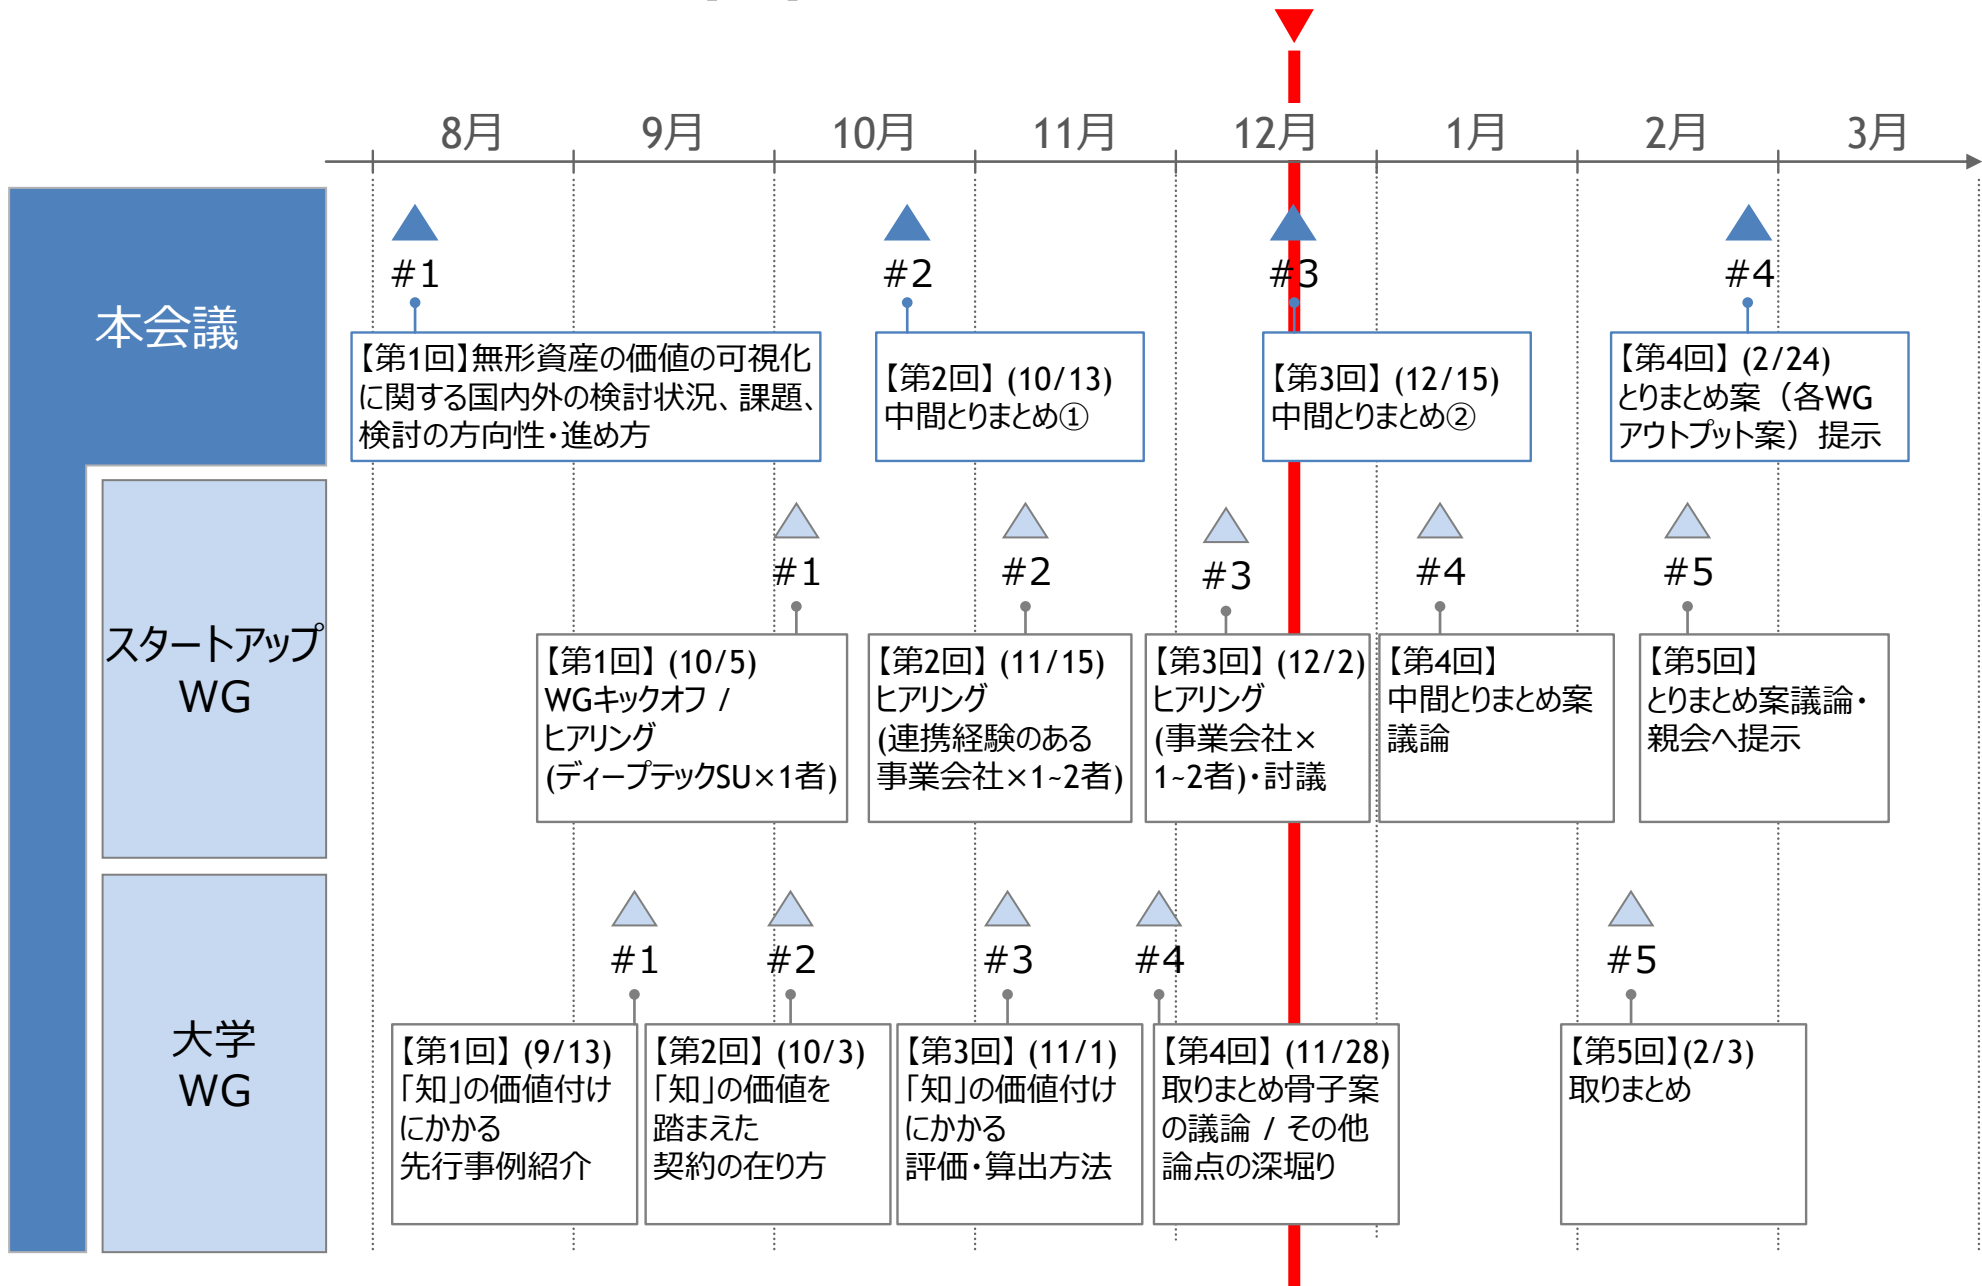 8月
9月
10月
11月
12月
1月
2月
3月
本会議
#1
#2
#3
#4
【第1回】無形資産の価値の可視化
に関する国内外の検討状況、課題、
検討の方向性・進め方
【第2回】 (10/13)
中間とりまとめ①
【第3回】 (12/15)
中間とりまとめ②
【第4回】 (2/24)
とりまとめ案（各WG
アウトプット案）提示
スタートアップ
WG
#1
#2
#3
#4
#5
【第1回】 (10/5)
WGキックオフ /
ヒアリング
(ディープテックSU×1者)
【第2回】 (11/15)
ヒアリング
(連携経験のある
事業会社×1~2者)
【第3回】 (12/2)
ヒアリング
(事業会社×
1~2者)・討議
【第4回】
中間とりまとめ案
議論
【第5回】
とりまとめ案議論・
親会へ提示
大学
WG
#1
#2
#3
#4
#5
【第1回】 (9/13)
「知」の価値付け
にかかる
先行事例紹介
【第2回】 (10/3)
「知」の価値を
踏まえた
契約の在り方
【第3回】 (11/1)
「知」の価値付け
にかかる
評価・算出方法
【第4回】 (11/28)
取りまとめ骨子案
の議論 / その他
論点の深堀り
【第5回】(2/3)
取りまとめ